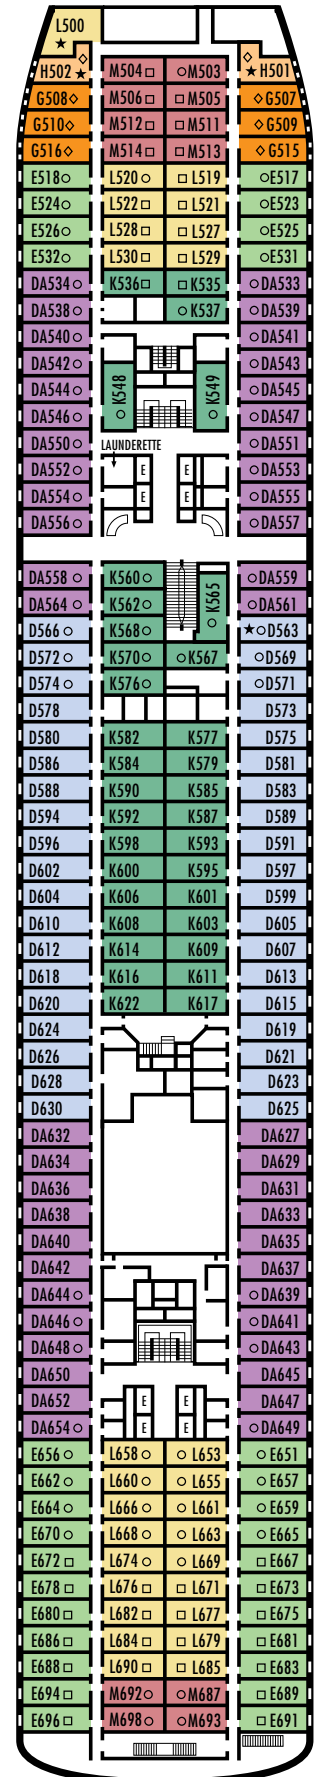 L500
H502 M504 M503 H501
G508 M506 M505 G507
G510 M512 M511 G509
G516 M514 M513 G515
E518 L520 L519 E517
E524 L522 L521 E523
E526 L528 L527 E525
E532 L530 L529 E531
DA534 K536 K535 DA533
DA538 K537 DA539
DA540 DA541
DA542 DA543
DA544 K548 K549 DA545
DA546 DA547
DA550 LAUNDERETTE DA551
DA552 E E DA553
DA554 E E DA555
DA556 DA557
DA558 K560 DA559
DA564 K562 K565 DA561
D566 K568 D563
D572 K570 K567 D569
D574 K576 D571
D578 D573
D580 K582 K577 D575
D586 K584 K579 D581
D588 K590 K585 D583
D594 K592 K587 D589
D596 K598 K593 D591
D602 K600 K595 D597
D604 K606 K601 D599
D610 K608 K603 D605
D612 K614 K609 D607
D618 K616 K611 D613
D620 K622 K617 D615
D624 D619
D626 D621
D628 D623
D630 D625
DA632 DA627
DA634 DA629
DA636 DA631
DA638 DA633
DA640 DA635
DA642 DA637
DA644 DA639
DA646 DA641
DA648 DA643
DA650 DA645
DA652 E E DA647
DA654 E E DA649
E656 L658 L653 E651
E662 L660 L655 E657
E664 L666 L661 E659
E670 L668 L663 E665
E672 L674 L669 E667
E678 L676 L671 E673
E680 L682 L677 E675
E686 L684 L679 E681
E688 L690 L685 E683
E694 M692 M687 E689
E696 M698 M693 E691